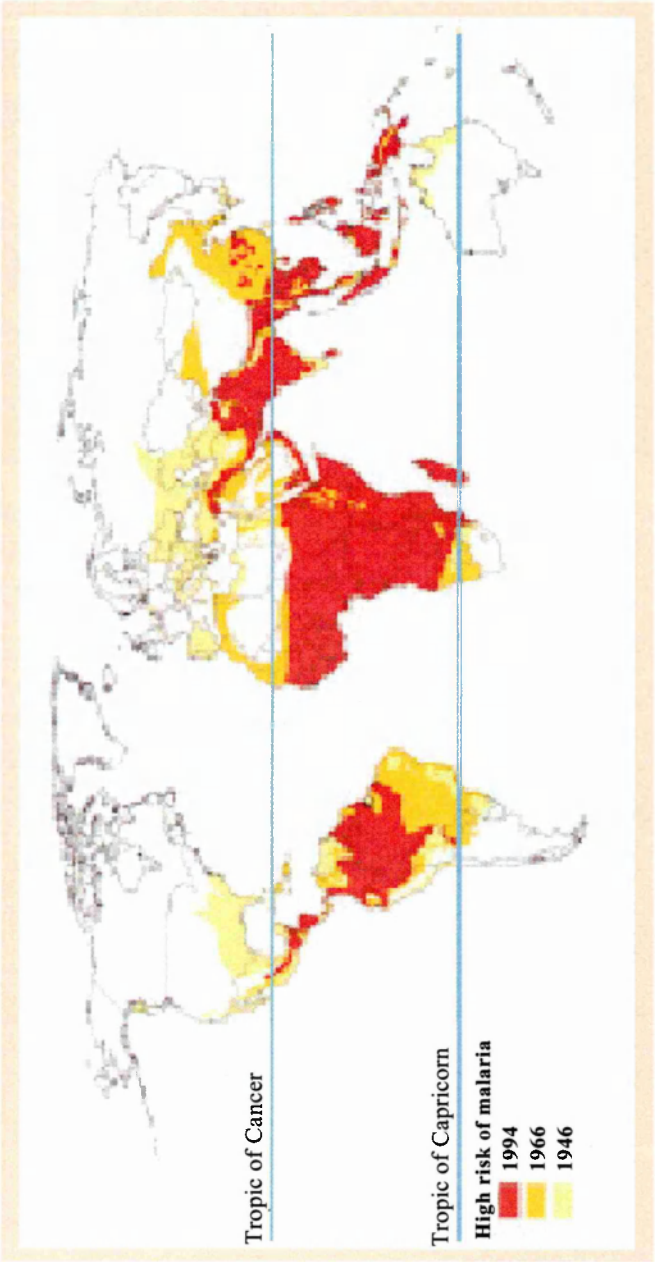 Tropic of Cancer
Tropic of Capricorn
High risk of malaria
1994
1966
1946